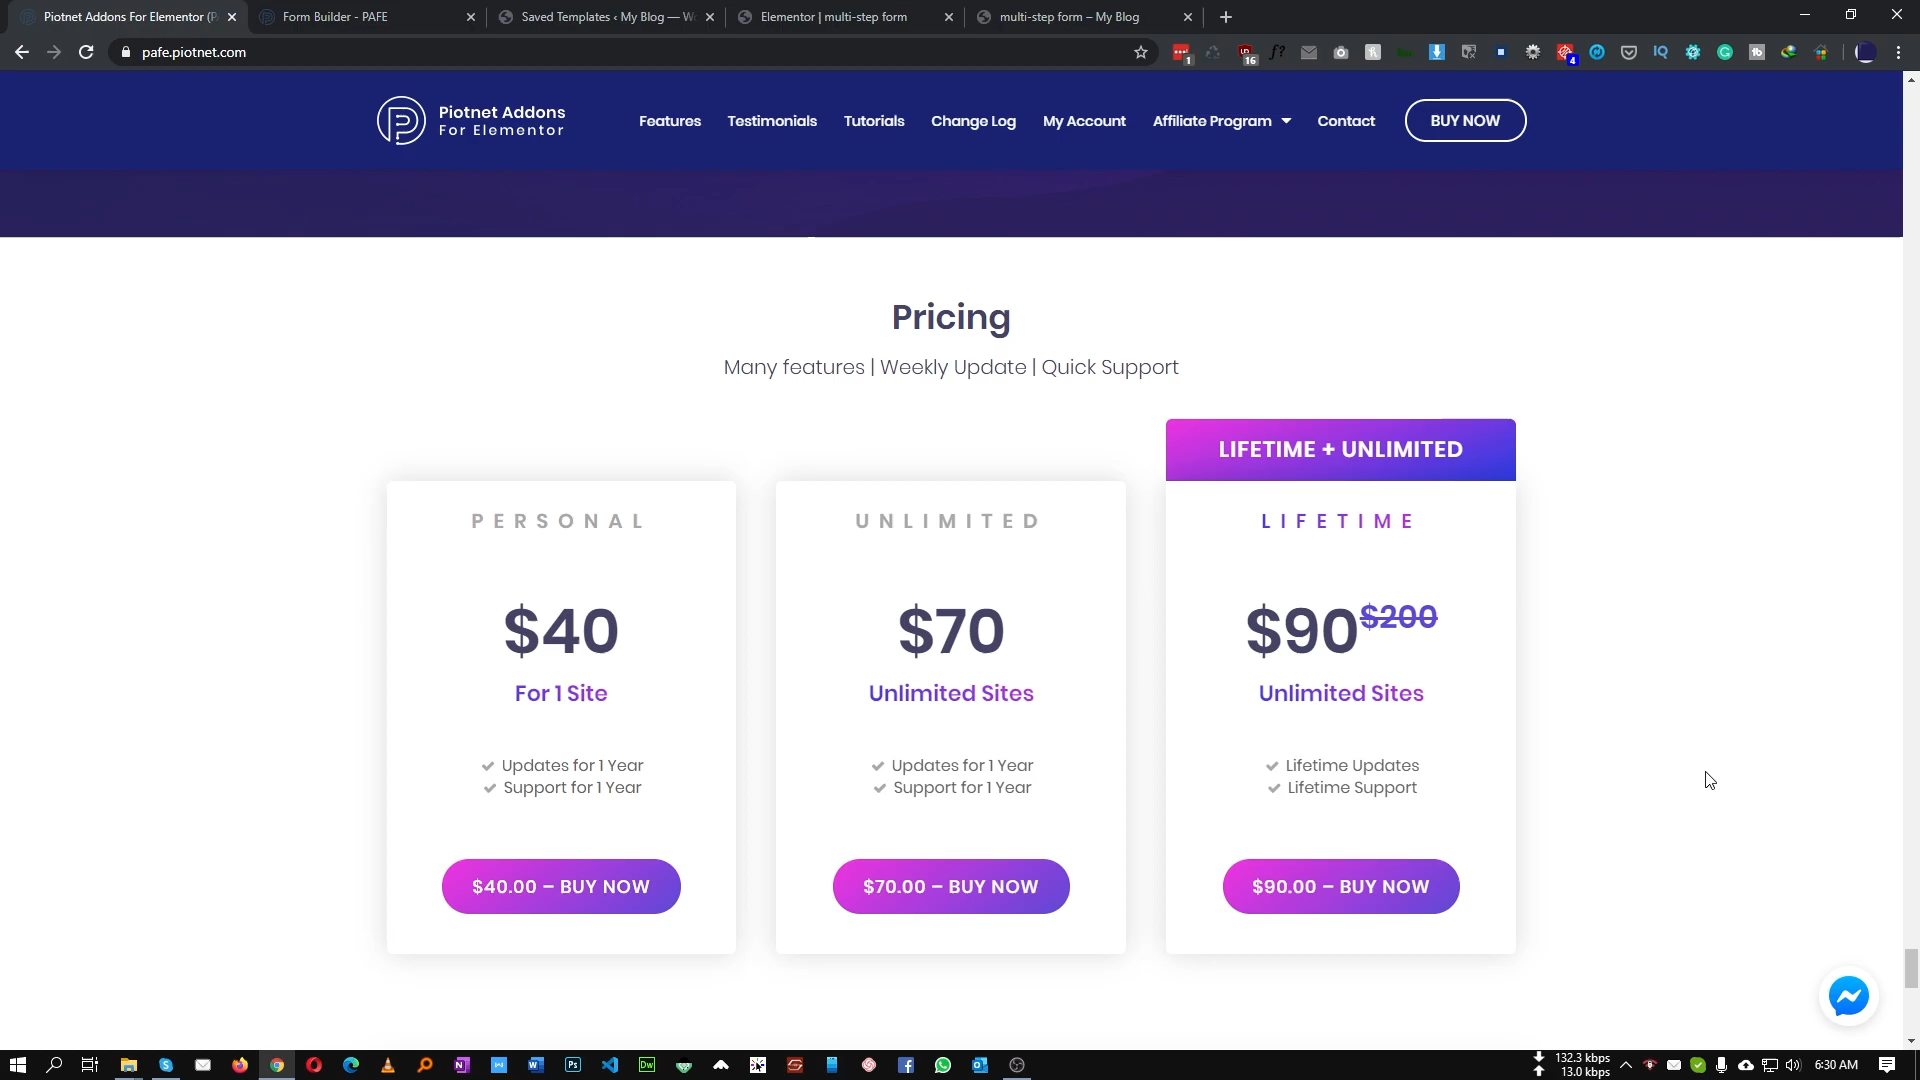 Piotnet Addons For Elementor (P
Form Builder - PAFE
Saved Templates ‹ My Blog — W
Elementor | multi-step form
multi-step form – My Blog
pafe.piotnet.com
1
16
f?
IQ
4
Piotnet Addons
For Elementor
Features
Testimonials
Tutorials
Change Log
My Account
Affiliate Program
Contact
BUY NOW
Pricing
Many features | Weekly Update | Quick Support
LIFETIME + UNLIMITED
PERSONAL
$40
For 1 Site
Updates for 1 Year
Support for 1 Year
$40.00 – BUY NOW
UNLIMITED
$70
Unlimited Sites
Updates for 1 Year
Support for 1 Year
$70.00 – BUY NOW
LIFETIME
$90 $200
Unlimited Sites
Lifetime Updates
Lifetime Support
$90.00 – BUY NOW
132.3 kbps
13.0 kbps
6:30 AM